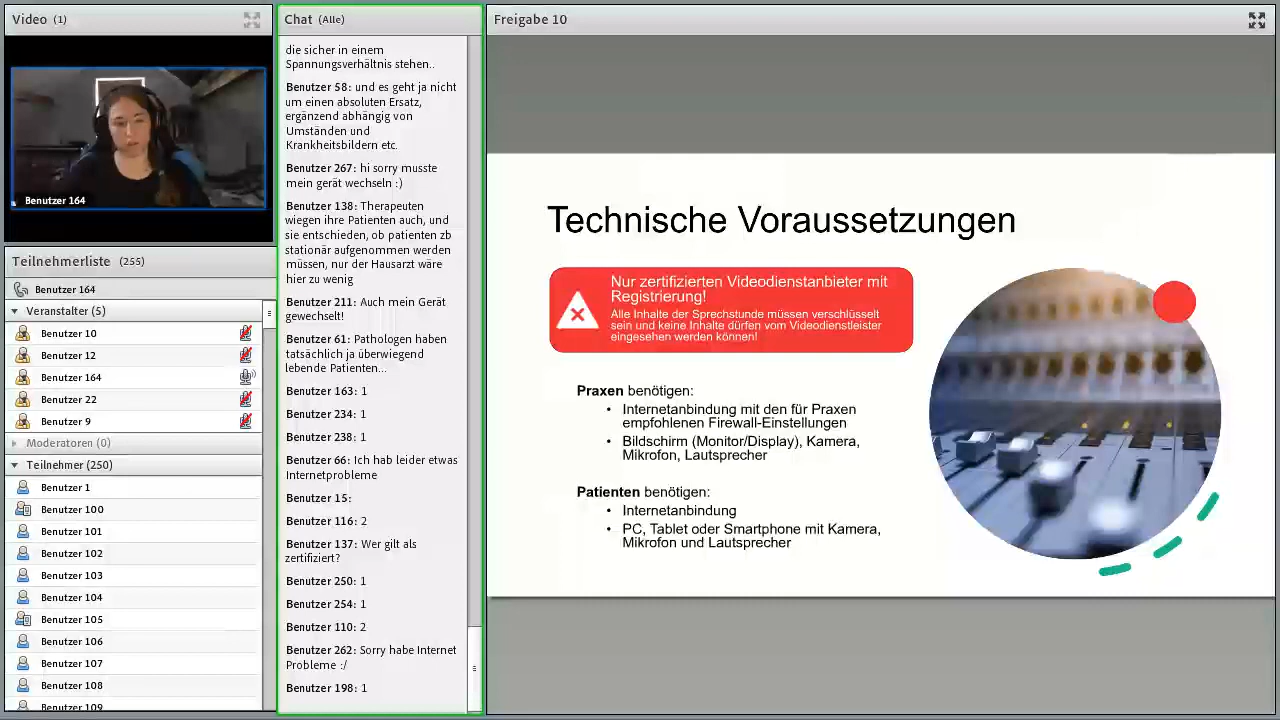 Video (1)
Benutzer 164
Teilnehmerliste (255)
Benutzer 164
Veranstalter (5)
Benutzer 10
Benutzer 12
Benutzer 164
Benutzer 22
Benutzer 9
Moderatoren (0)
Teilnehmer (250)
Benutzer 1
Benutzer 100
Benutzer 101
Benutzer 102
Benutzer 103
Benutzer 104
Benutzer 105
Benutzer 106
Benutzer 107
Benutzer 108
Benutzer 109
Chat (Alle)
die sicher in einem
Spannungsverhältnis stehen..
Benutzer 58: und es geht ja nicht
um einen absoluten Ersatz,
ergänzend abhängig von
Umständen und
Krankheitsbildern etc.
Benutzer 267: hi sorry musste
mein gerät wechseln :)
Benutzer 138: Therapeuten
wiegen ihre Patienten auch, und
sie entschieden, ob patienten zb
stationär aufgenommen werden
müssen, nur der Hausarzt wäre
hier zu wenig
Benutzer 211: Auch mein Gerät
gewechselt!
Benutzer 61: Pathologen haben
tatsächlich ja überwiegend
lebende Patienten...
Benutzer 163: 1
Benutzer 234: 1
Benutzer 238: 1
Benutzer 66: Ich hab leider etwas
Internetprobleme
Benutzer 15:
Benutzer 116: 2
Benutzer 137: Wer gilt als
zertifiziert?
Benutzer 250: 1
Benutzer 254: 1
Benutzer 110: 2
Benutzer 262: Sorry habe Internet
Probleme :/
Benutzer 198: 1
Freigabe 10
Technische Voraussetzungen
Nur zertifizierten Videodienstanbieter mit
Registrierung!
Alle Inhalte der Sprechstunde müssen verschlüsselt
sein und keine Inhalte dürfen vom Videodienstleister
eingesehen werden können!
Praxen benötigen:
• Internetanbindung mit den für Praxen
empfohlenen Firewall-Einstellungen
• Bildschirm (Monitor/Display), Kamera,
Mikrofon, Lautsprecher
Patienten benötigen:
• Internetanbindung
• PC, Tablet oder Smartphone mit Kamera,
Mikrofon und Lautsprecher